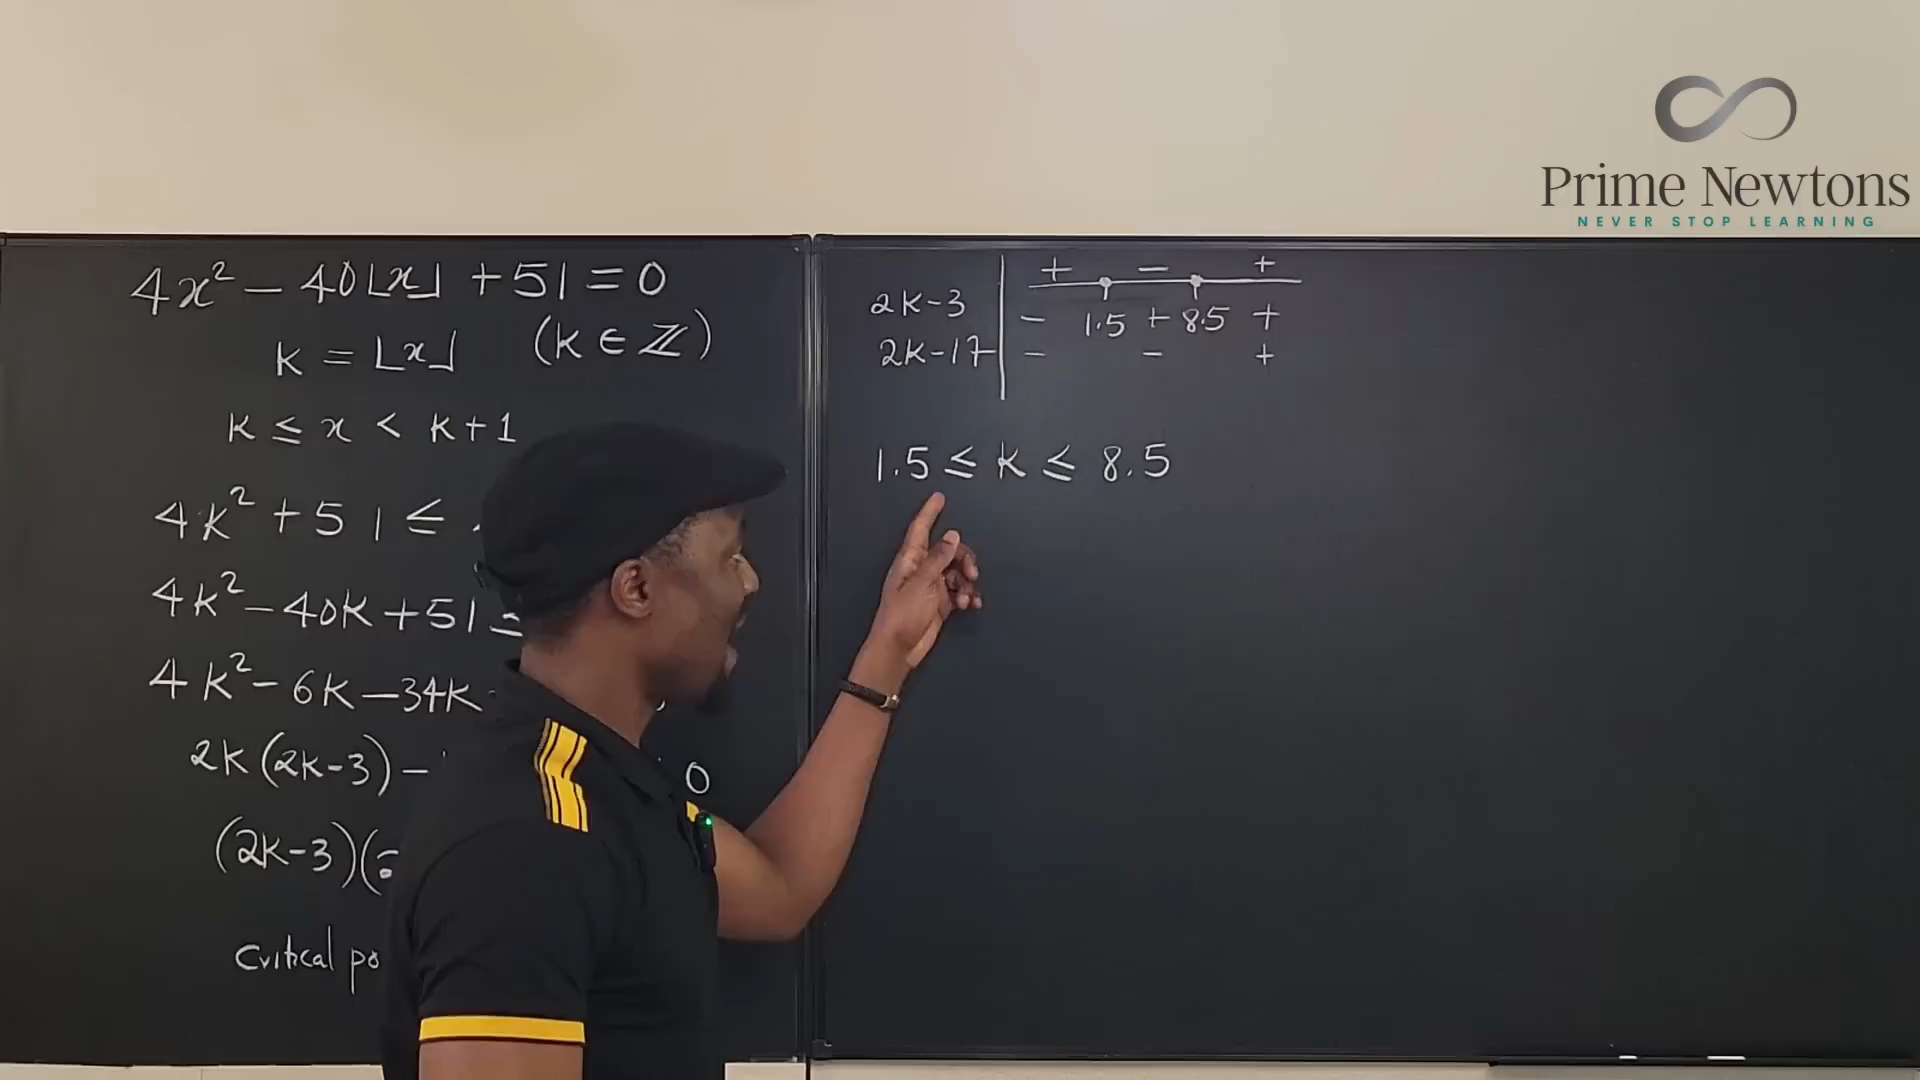 Prime Newtons
NEVER STOP LEARNING
4x² − 40⌊x⌋ + 51 = 0
k = ⌊x⌋ (k ∈ ℤ)
k ≤ x < k+1
4k² + 51 ≤
4k² − 40k + 51
4k² − 6k − 34k
2k(2k−3) − 0
(2k−3)(
Critical
+ − +
2k−3 − 1.5 + 8.5 +
2k−17 − − +
1.5 ≤ k ≤ 8.5